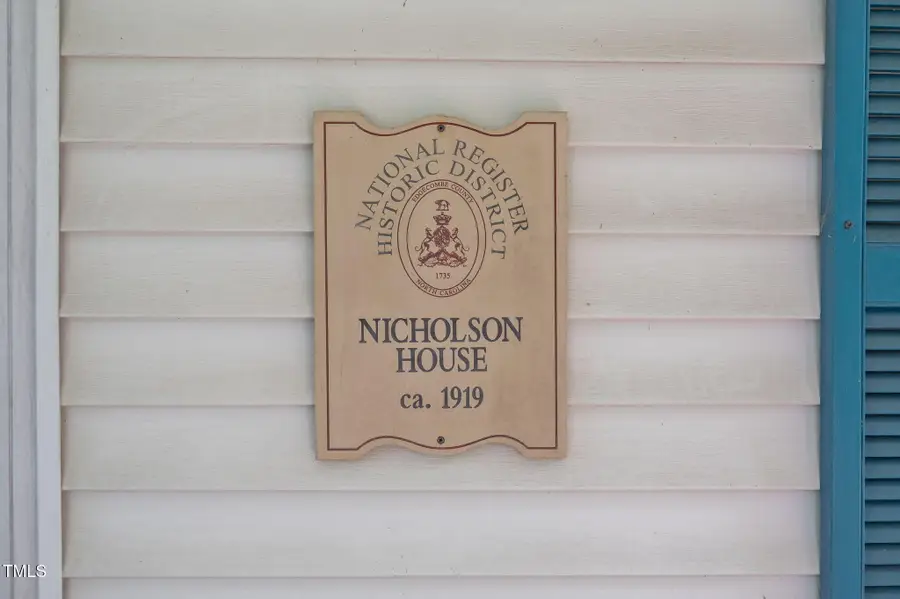 NATIONAL REGISTER
HISTORIC DISTRICT
EDGECOMBE COUNTY
1735
NORTH CAROLINA
NICHOLSON
HOUSE
ca. 1919
TMLS